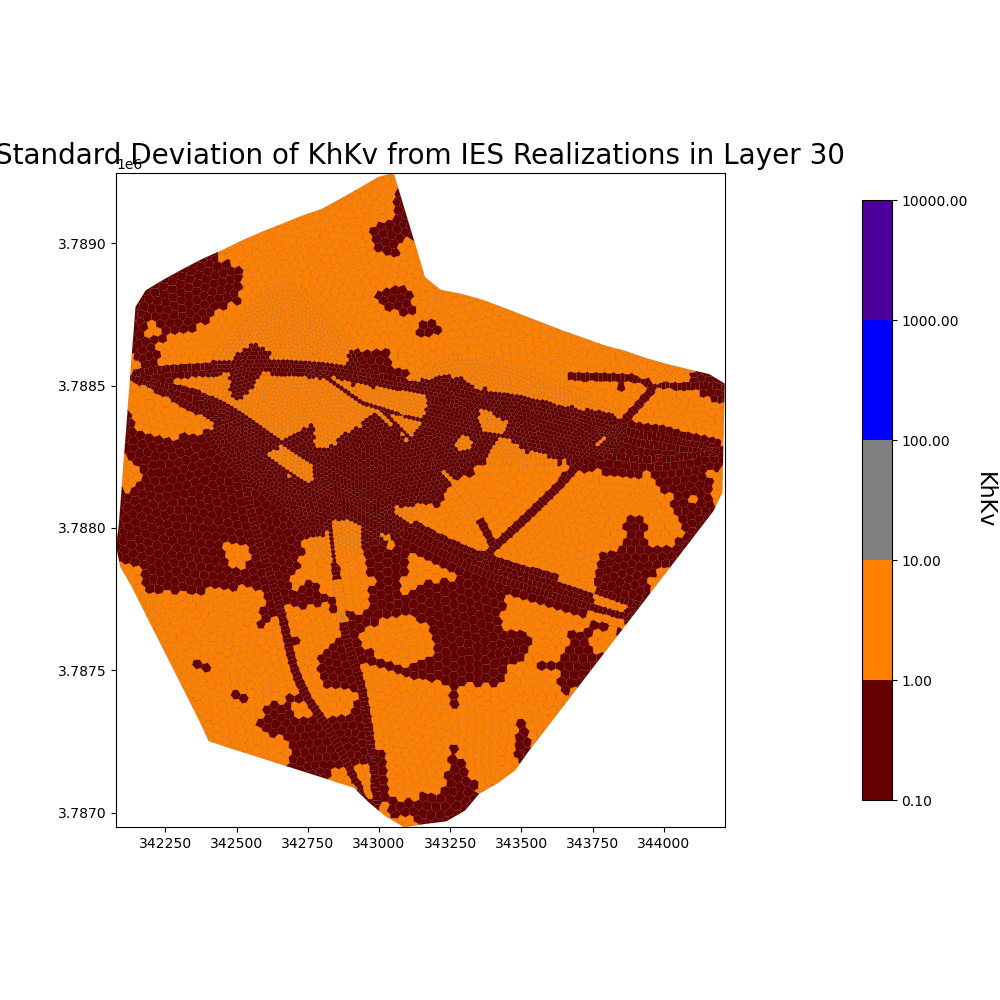 Standard Deviation of KhKv from IES Realizations in Layer 30
1e6
3.7890
3.7885
3.7880
3.7875
3.7870
342250 342500 342750 343000 343250 343500 343750 344000
10000.00
1000.00
100.00
10.00
1.00
0.10
KhKv